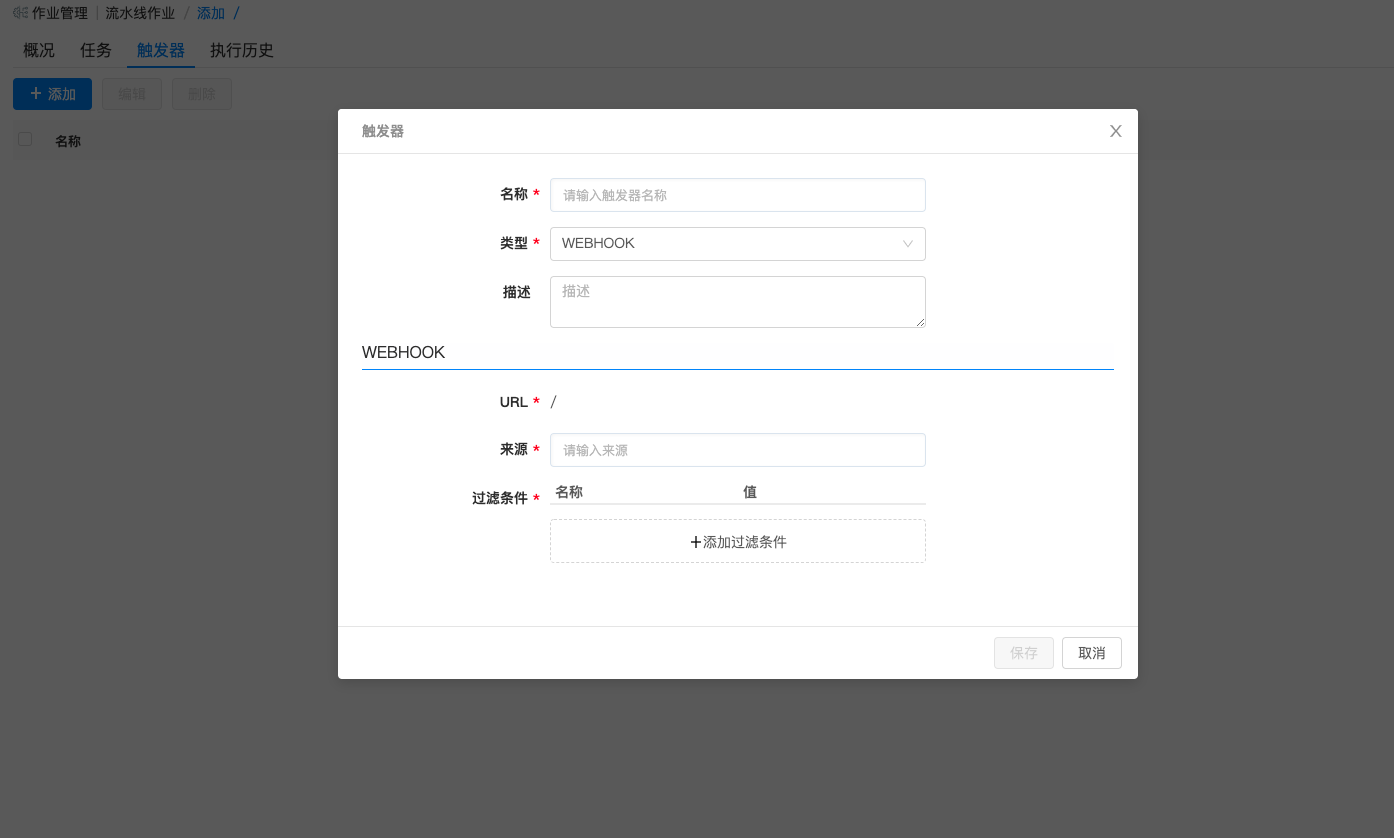 作业管理 | 流水线作业 / 添加 /
概况 任务 触发器 执行历史
+ 添加 编辑 删除
名称
触发器
名称 * 请输入触发器名称
类型 * WEBHOOK
描述 描述
WEBHOOK
URL * /
来源 * 请输入来源
过滤条件 * 名称 值
+添加过滤条件
保存 取消